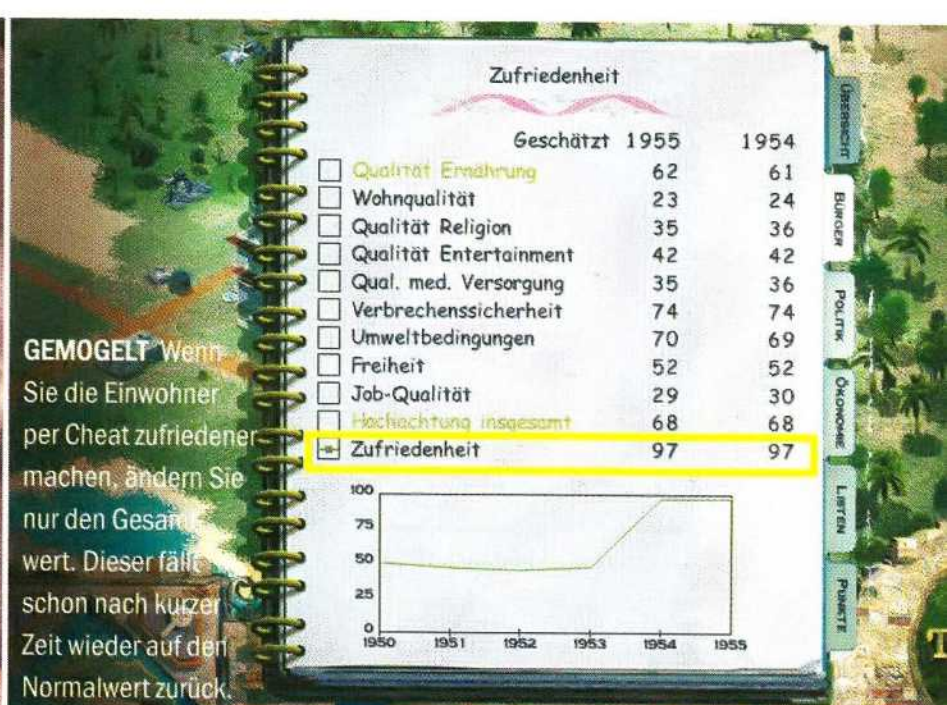 GEMOGELT Wenn
Sie die Einwohner
per Cheat zufriedener
machen, ändern Sie
nur den Gesamt
wert. Dieser fällt
schon nach kurzer
Zeit wieder auf den
Normalwert zurück.
Zufriedenheit
Geschätzt 1955 1954
Qualität Ernährung 62 61
Wohnqualität 23 24
Qualität Religion 35 36
Qualität Entertainment 42 42
Qual. med. Versorgung 35 36
Verbrechenssicherheit 74 74
Umweltbedingungen 70 69
Freiheit 52 52
Job-Qualität 29 30
Hochachtung insgesamt 68 68
Zufriedenheit 97 97
100
75
50
25
0
1950 1951 1952 1953 1954 1955
ÜBERSICHT
BÜRGER
POLITIK
ÖKONOMIE
LISTEN
PUNKTE
T